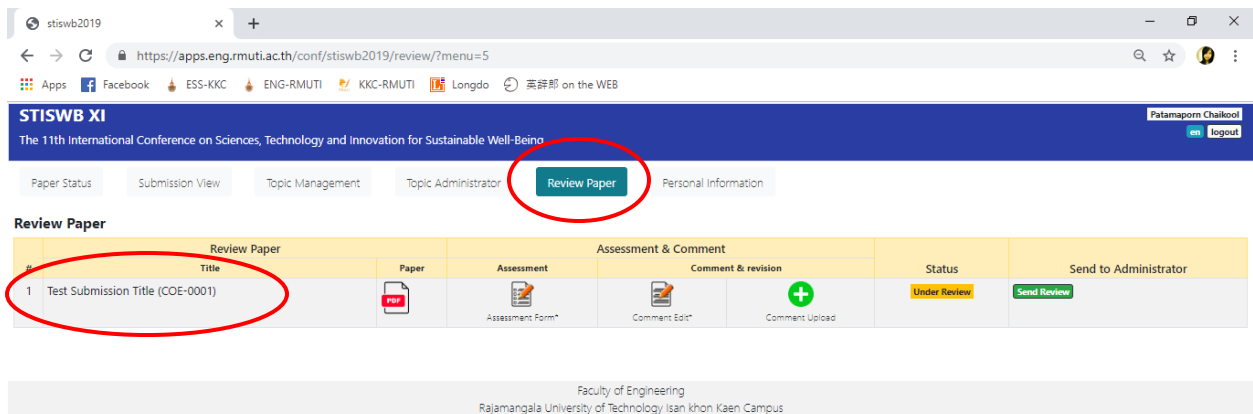 stiswb2019
https://apps.eng.rmuti.ac.th/conf/stiswb2019/review/?menu=5
Apps Facebook ESS-KKC ENG-RMUTI KKC-RMUTI Longdo 英辞郎 on the WEB
STISWB XI
Patamaporn Chaikool
The 11th International Conference on Sciences, Technology and Innovation for Sustainable Well-Being
en logout
Paper Status Submission View Topic Management Topic Administrator Review Paper Personal Information
Review Paper
Review Paper Assessment & Comment Status Send to Administrator
# Title Paper Assessment Comment & revision
1 Test Submission Title (COE-0001) PDF Under Review Send Review
Assessment Form* Comment Edit* Comment Upload
Faculty of Engineering
Rajamangala University of Technology Isan khon Kaen Campus